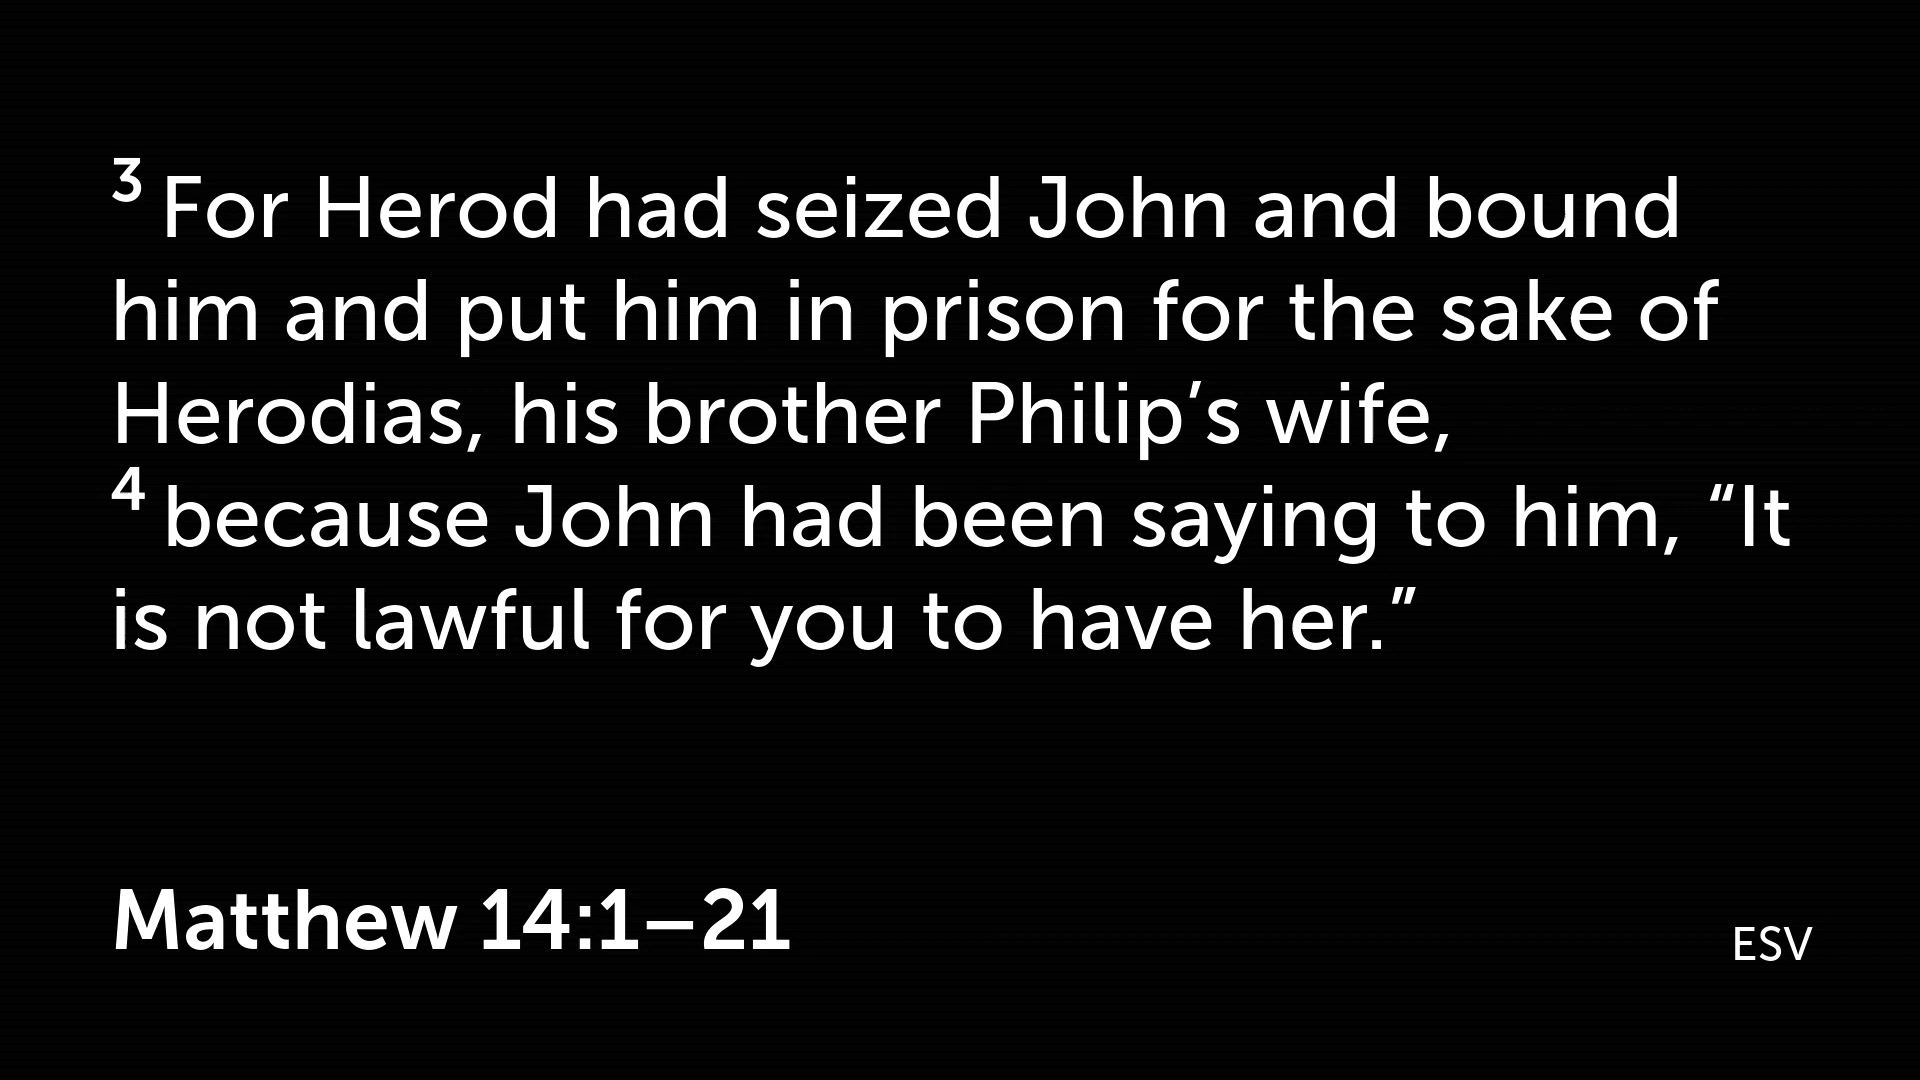 3 For Herod had seized John and bound
him and put him in prison for the sake of
Herodias, his brother Philip’s wife,
4 because John had been saying to him, “It
is not lawful for you to have her.”
Matthew 14:1–21
ESV